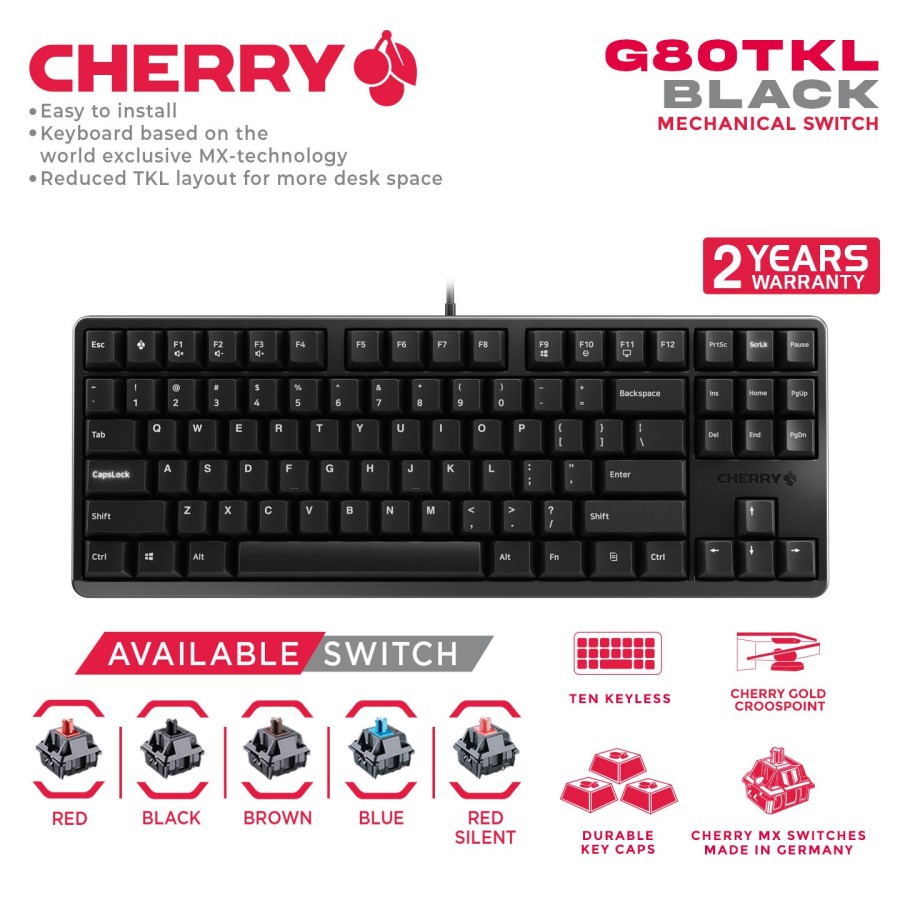 CHERRY
• Easy to install
• Keyboard based on the
world exclusive MX-technology
• Reduced TKL layout for more desk space
G80TKL
BLACK
MECHANICAL SWITCH
2 YEARS
WARRANTY
Esc F1 F2 F3 F4 F5 F6 F7 F8 F9 F10 F11 F12 PrtSc ScrLk Pause
~ ! @ # $ % ^ & * ( ) _ + Backspace Ins Home PgUp
` 1 2 3 4 5 6 7 8 9 0 - =
Tab Q W E R T Y U I O P { } | Del End PgDn
[ ] \
CapsLock A S D F G H J K L : " Enter CHERRY
; '
Shift Z X C V B N M < > ? Shift
, . /
Ctrl Alt Alt Fn Ctrl
AVAILABLE SWITCH
RED
BLACK
BROWN
BLUE
RED
SILENT
TEN KEYLESS
CHERRY GOLD
CROOSPOINT
DURABLE
KEY CAPS
CHERRY MX SWITCHES
MADE IN GERMANY